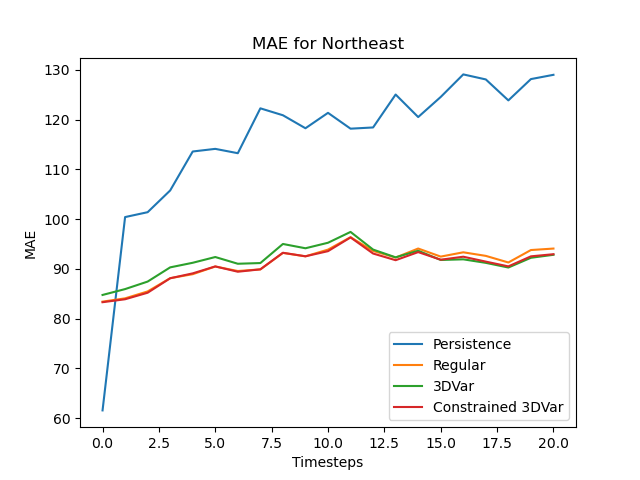 MAE for Northeast
130
120
110
100
90
80
70
60
MAE
0.0 2.5 5.0 7.5 10.0 12.5 15.0 17.5 20.0
Timesteps
Persistence
Regular
3DVar
Constrained 3DVar